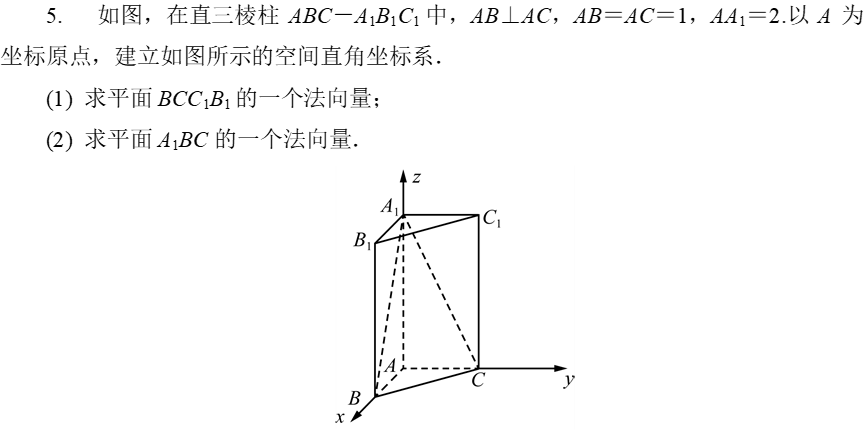 5. 如图，在直三棱柱 ABC－A₁B₁C₁ 中，AB⊥AC，AB＝AC＝1，AA₁＝2.以 A 为
坐标原点，建立如图所示的空间直角坐标系．
(1) 求平面 BCC₁B₁ 的一个法向量；
(2) 求平面 A₁BC 的一个法向量．
z
A₁
C₁
B₁
A
C
y
B
x